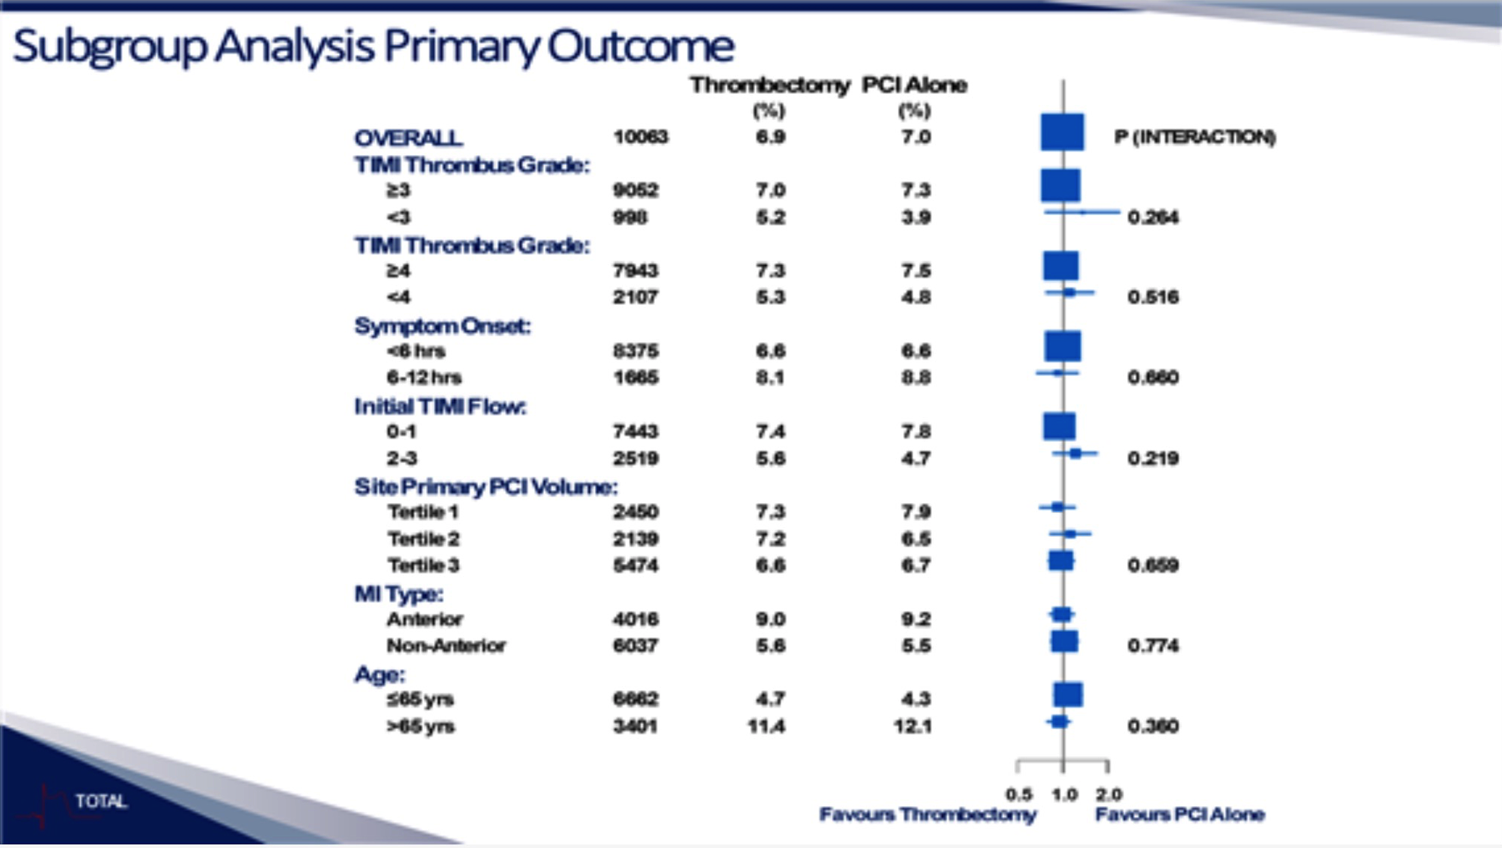 Subgroup Analysis Primary Outcome
Thrombectomy PCI Alone
(%) (%)
OVERALL 10063 6.9 7.0 P (INTERACTION)
TIMI Thrombus Grade:
≥3 9052 7.0 7.3
<3 998 5.2 3.9 0.264
TIMI Thrombus Grade:
≥4 7943 7.3 7.5
<4 2107 5.3 4.8 0.516
Symptom Onset:
<6 hrs 8375 6.6 6.6
6-12 hrs 1665 8.1 8.8 0.660
Initial TIMI Flow:
0-1 7443 7.4 7.8
2-3 2519 5.6 4.7 0.219
Site Primary PCI Volume:
Tertile 1 2450 7.3 7.9
Tertile 2 2139 7.2 6.5
Tertile 3 5474 6.6 6.7 0.659
MI Type:
Anterior 4016 9.0 9.2
Non-Anterior 6037 5.6 5.5 0.774
Age:
≤65 yrs 6662 4.7 4.3
>65 yrs 3401 11.4 12.1 0.360
0.5 1.0 2.0
Favours Thrombectomy Favours PCI Alone
TOTAL